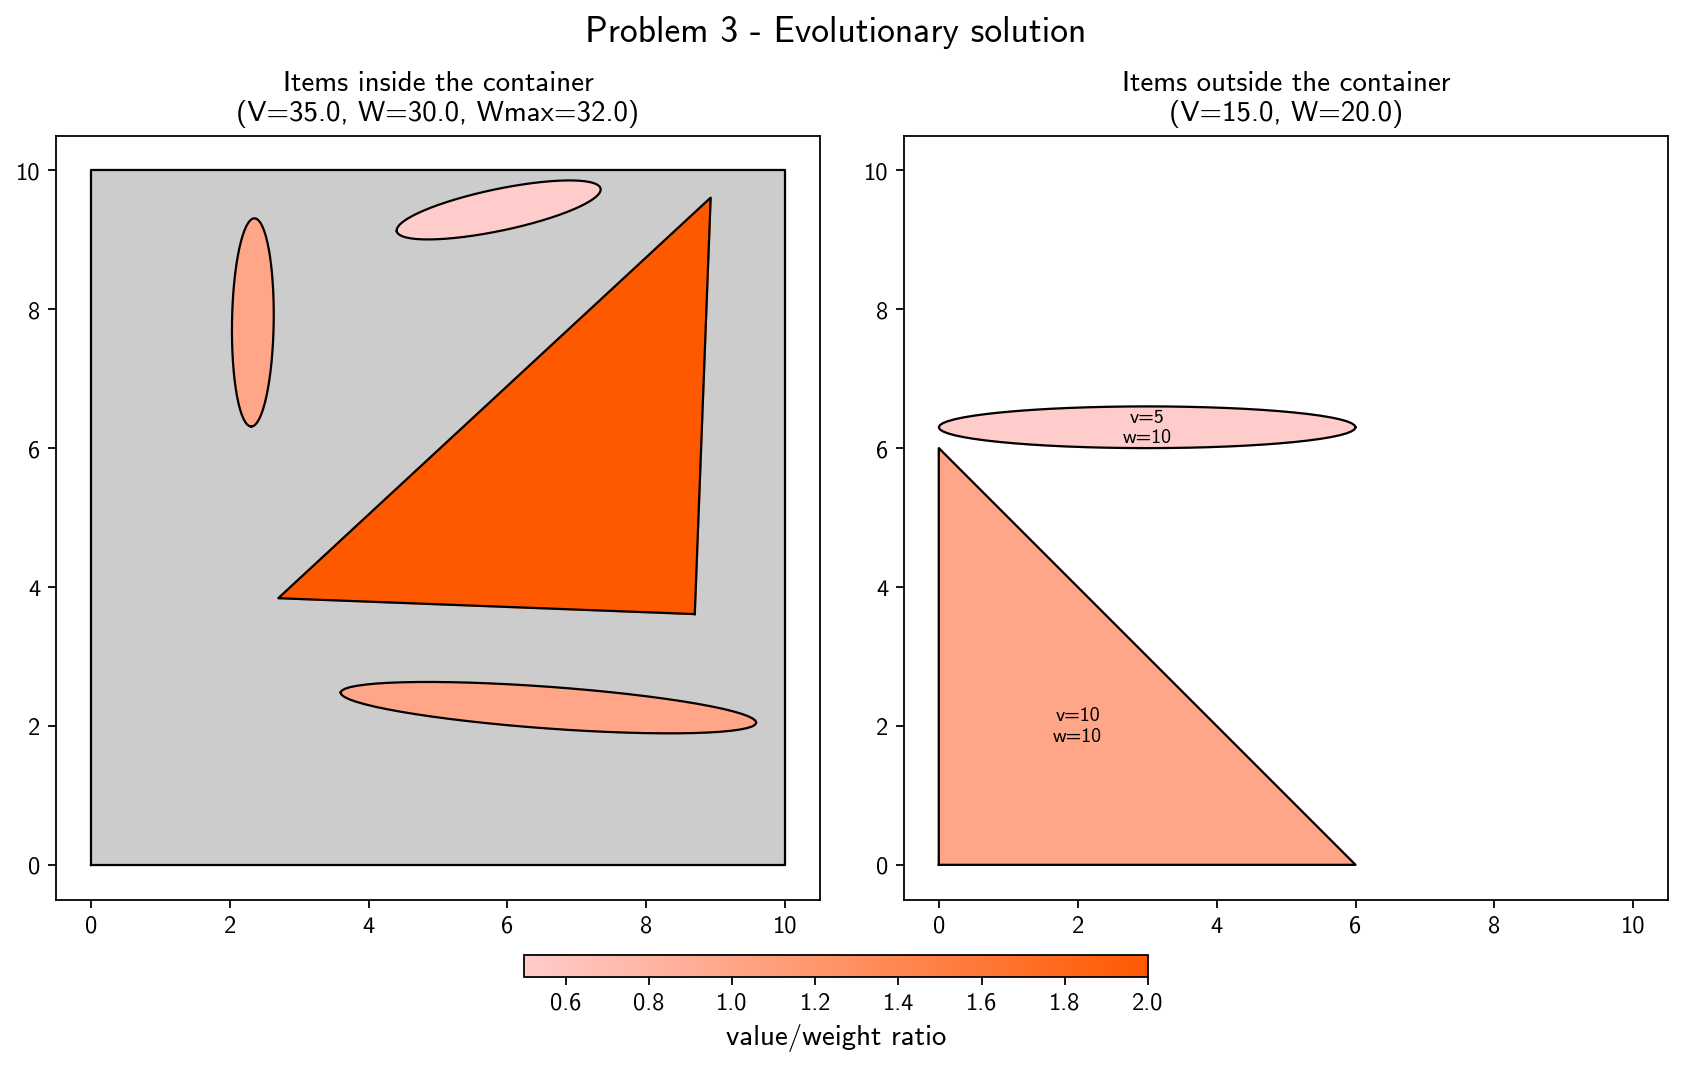 Problem 3 - Evolutionary solution
Items inside the container
(V=35.0, W=30.0, Wmax=32.0)
10
8
6
4
2
0
0 2 4 6 8 10
Items outside the container
(V=15.0, W=20.0)
10
8
6
4
2
0
v=5
w=10
v=10
w=10
0 2 4 6 8 10
0.6 0.8 1.0 1.2 1.4 1.6 1.8 2.0
value/weight ratio